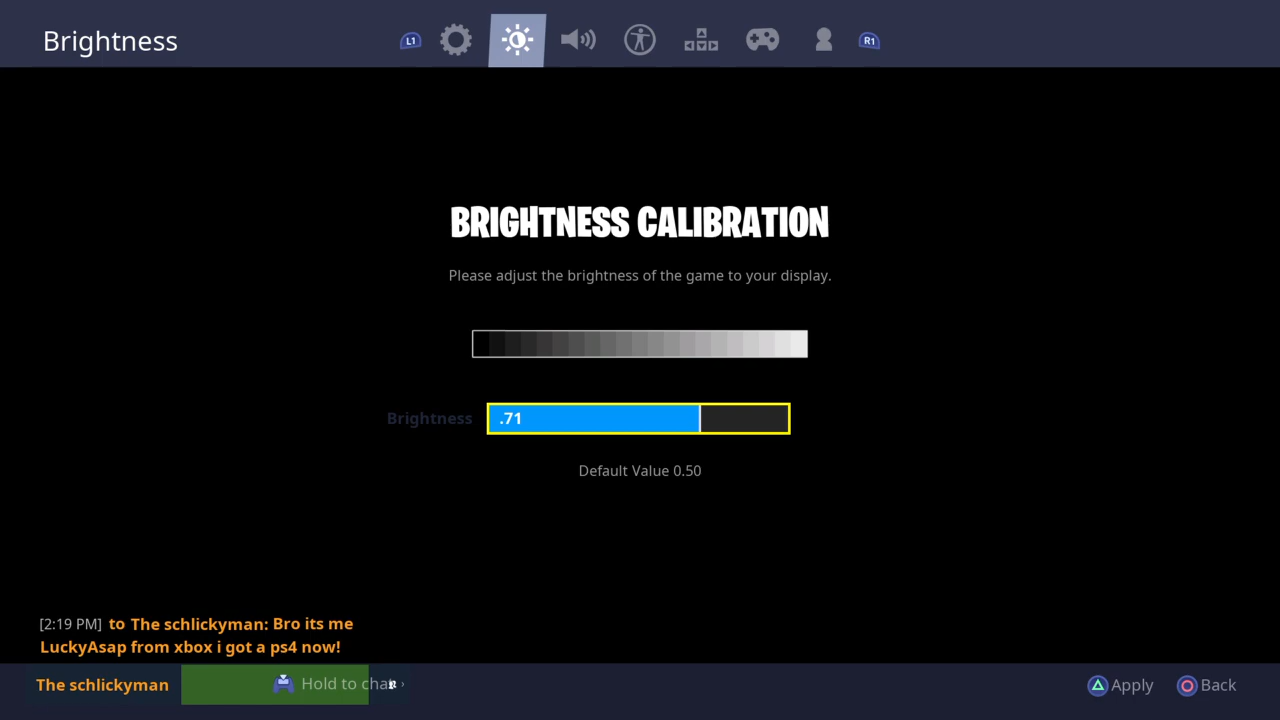 Brightness
L1
R1
BRIGHTNESS CALIBRATION
Please adjust the brightness of the game to your display.
Brightness
.71
Default Value 0.50
[2:19 PM] to The schlickyman: Bro its me
LuckyAsap from xbox i got a ps4 now!
The schlickyman
Hold to chat
Apply
Back